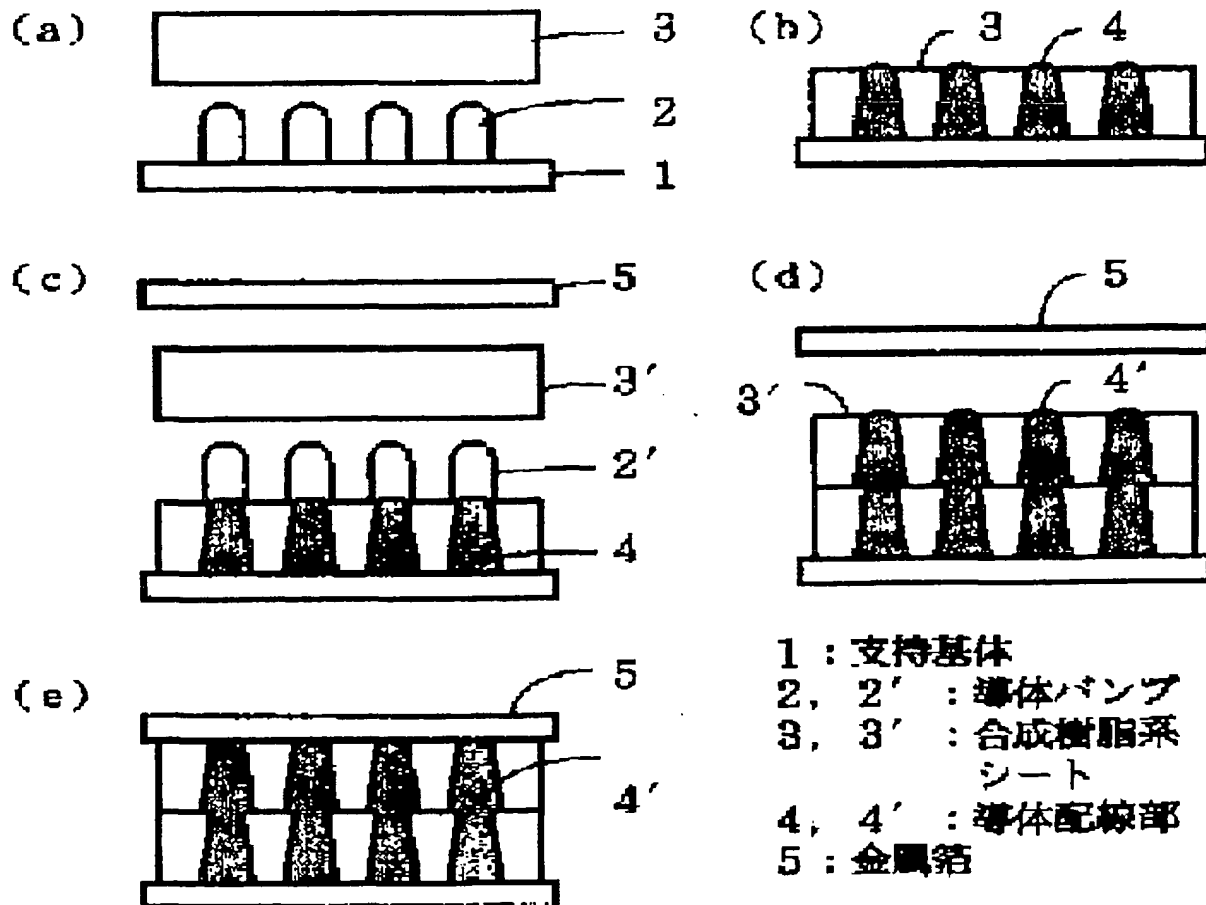 (a)
3
2
1
(b)
3
4
(c)
5
3′
2′
4
(d)
5
3′
4′
(e)
5
4′
1 : 支持基体
2, 2′ : 導体バンプ
3, 3′ : 合成樹脂系
シート
4, 4′ : 導体配線部
5 : 金属箔